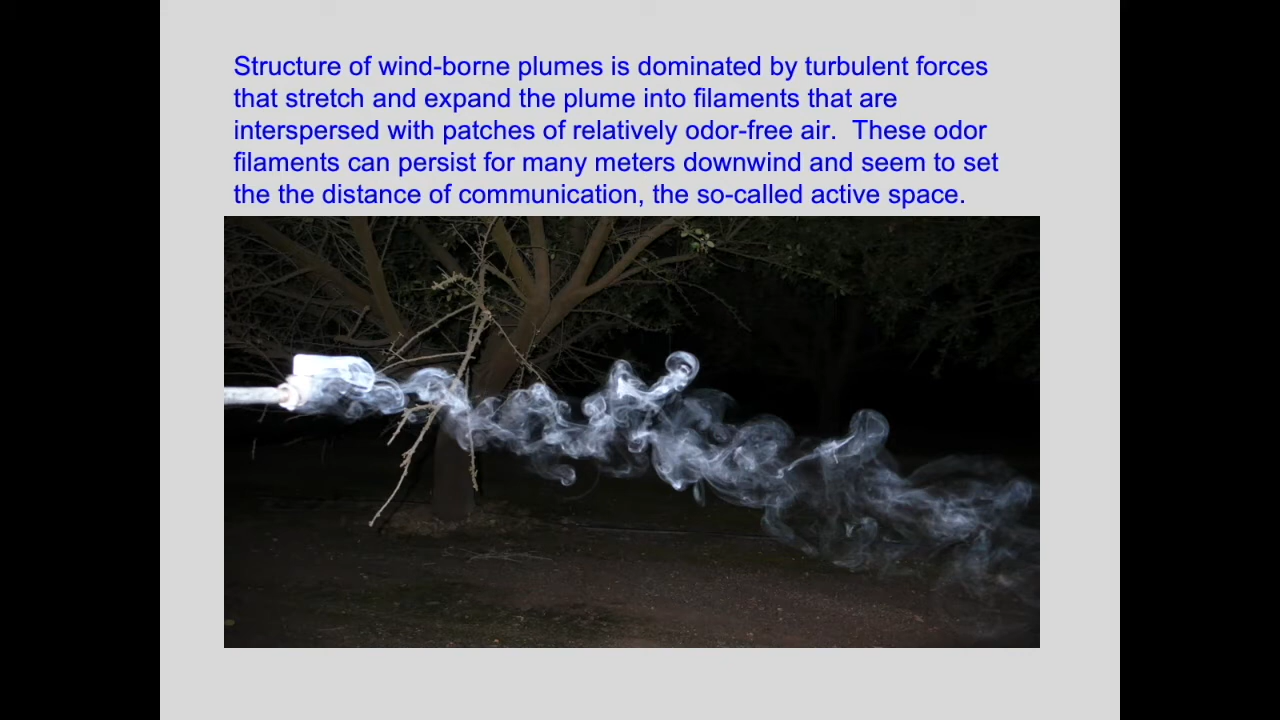 Structure of wind-borne plumes is dominated by turbulent forces
that stretch and expand the plume into filaments that are
interspersed with patches of relatively odor-free air.  These odor
filaments can persist for many meters downwind and seem to set
the the distance of communication, the so-called active space.